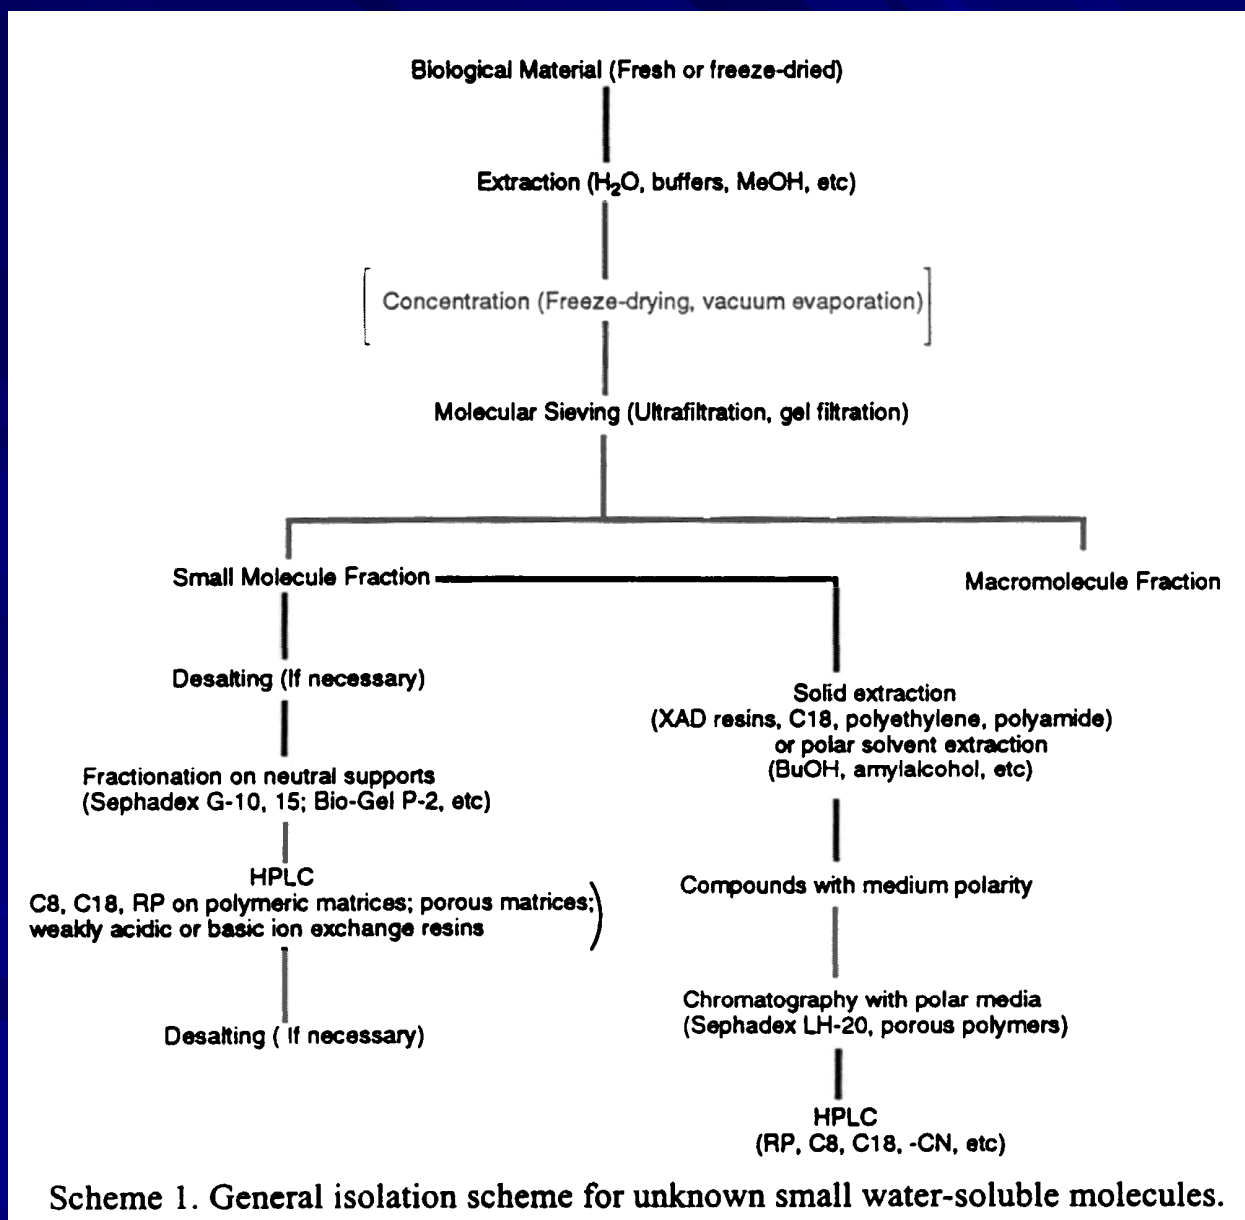 Biological Material (Fresh or freeze-dried)
Extraction (H₂O, buffers, MeOH, etc)
[ Concentration (Freeze-drying, vacuum evaporation) ]
Molecular Sieving (Ultrafiltration, gel filtration)
Small Molecule Fraction
Macromolecule Fraction
Desalting (If necessary)
Fractionation on neutral supports
(Sephadex G-10, 15; Bio-Gel P-2, etc)
HPLC
C8, C18, RP on polymeric matrices; porous matrices;
weakly acidic or basic ion exchange resins )
Desalting ( If necessary)
Solid extraction
(XAD resins, C18, polyethylene, polyamide)
or polar solvent extraction
(BuOH, amylalcohol, etc)
Compounds with medium polarity
Chromatography with polar media
(Sephadex LH-20, porous polymers)
HPLC
(RP, C8, C18, -CN, etc)
Scheme 1. General isolation scheme for unknown small water-soluble molecules.